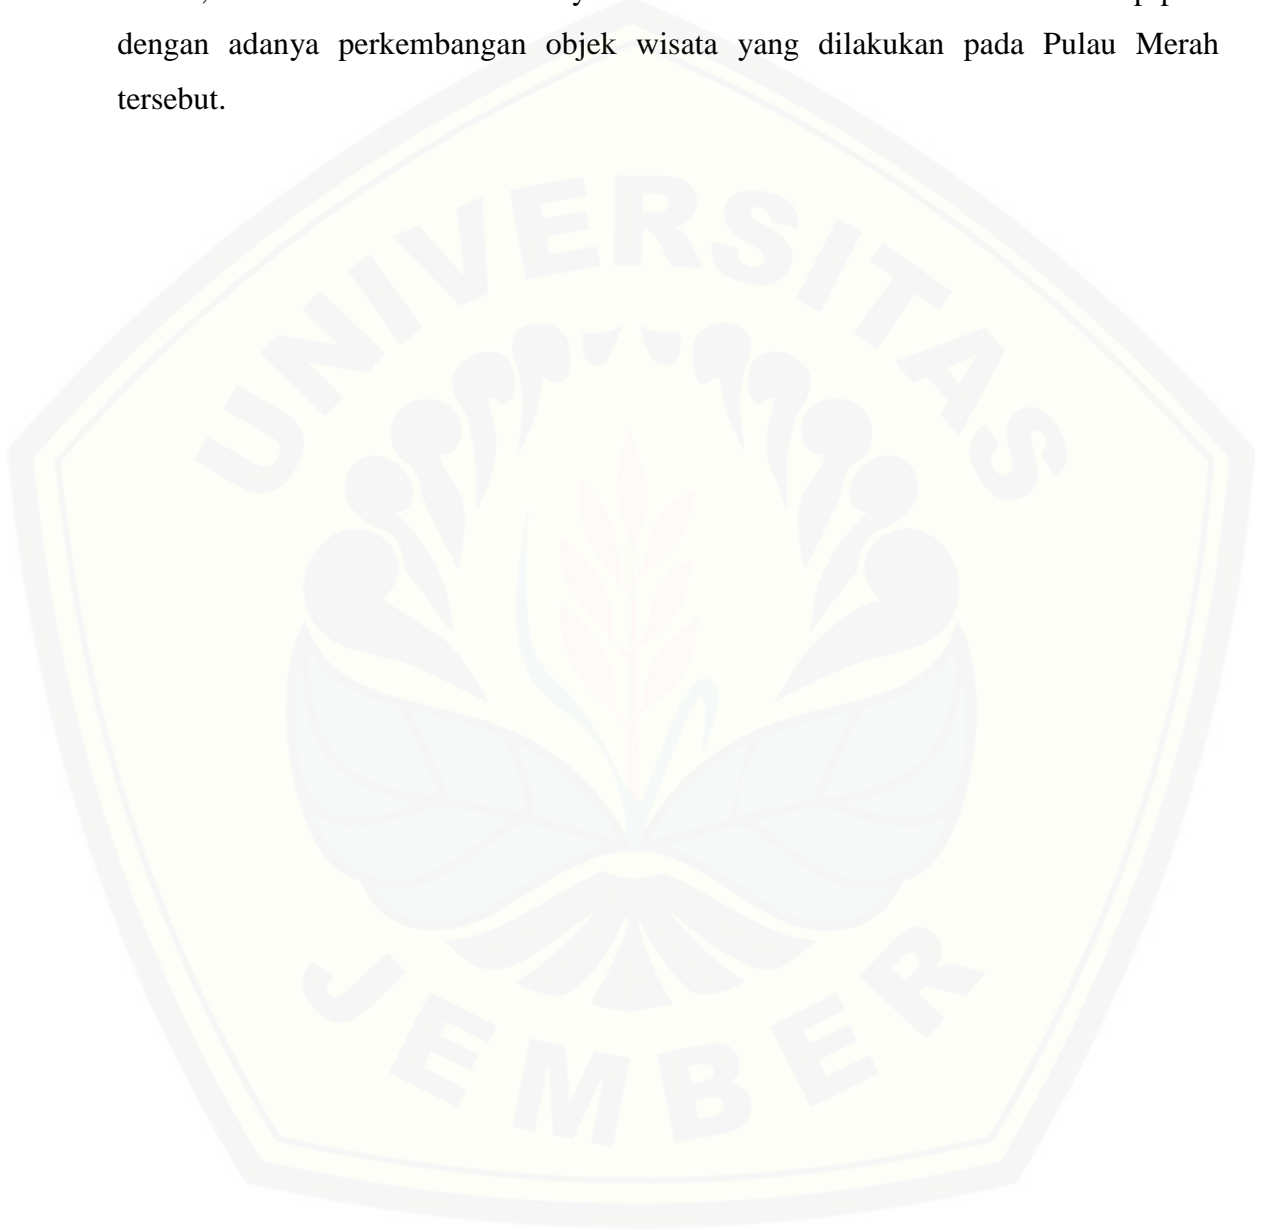 dengan adanya perkembangan objek wisata yang dilakukan pada Pulau Merah
tersebut.
UNIVERSITAS
JEMBER